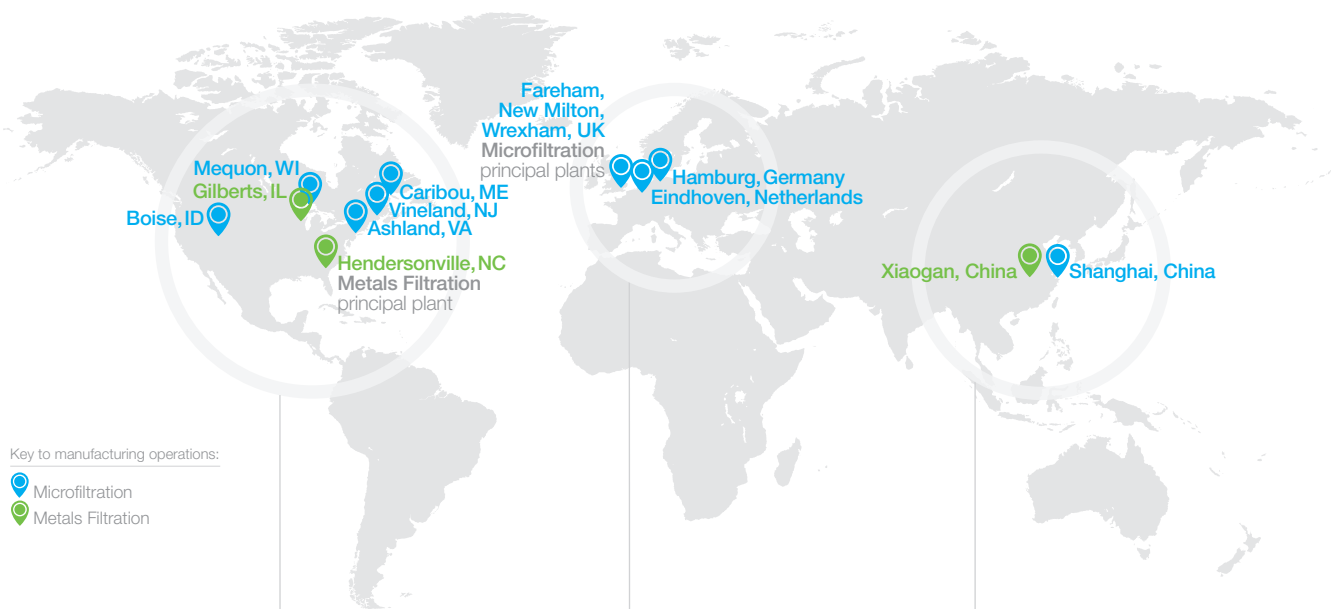 Fareham,
New Milton,
Wrexham, UK
Microfiltration
principal plants
Mequon, WI
Gilberts, IL
Boise, ID
Caribou, ME
Vineland, NJ
Ashland, VA
Hendersonville, NC
Metals Filtration
principal plant
Hamburg, Germany
Eindhoven, Netherlands
Xiaogan, China
Shanghai, China
Key to manufacturing operations:
Microfiltration
Metals Filtration